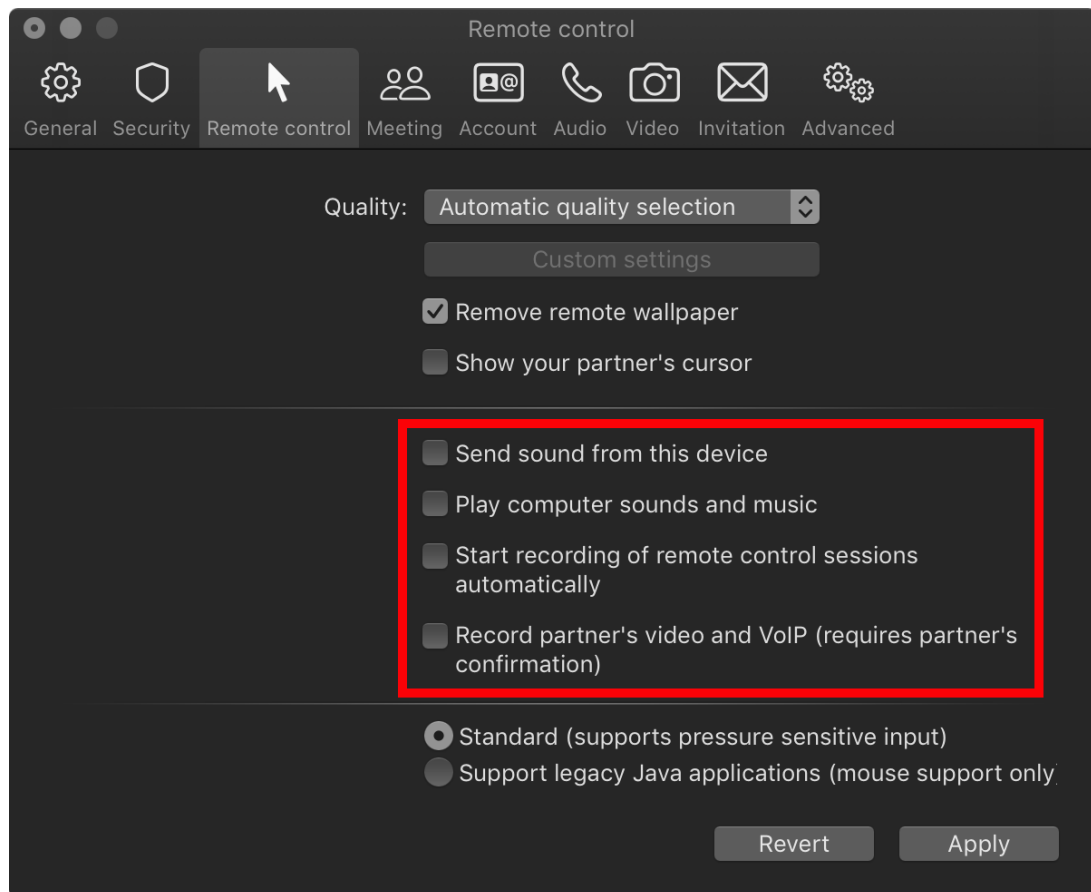 Remote control
General Security Remote control Meeting Account Audio Video Invitation Advanced
Quality: Automatic quality selection
Custom settings
Remove remote wallpaper
Show your partner's cursor
Send sound from this device
Play computer sounds and music
Start recording of remote control sessions
automatically
Record partner's video and VoIP (requires partner's
confirmation)
Standard (supports pressure sensitive input)
Support legacy Java applications (mouse support only
Revert Apply